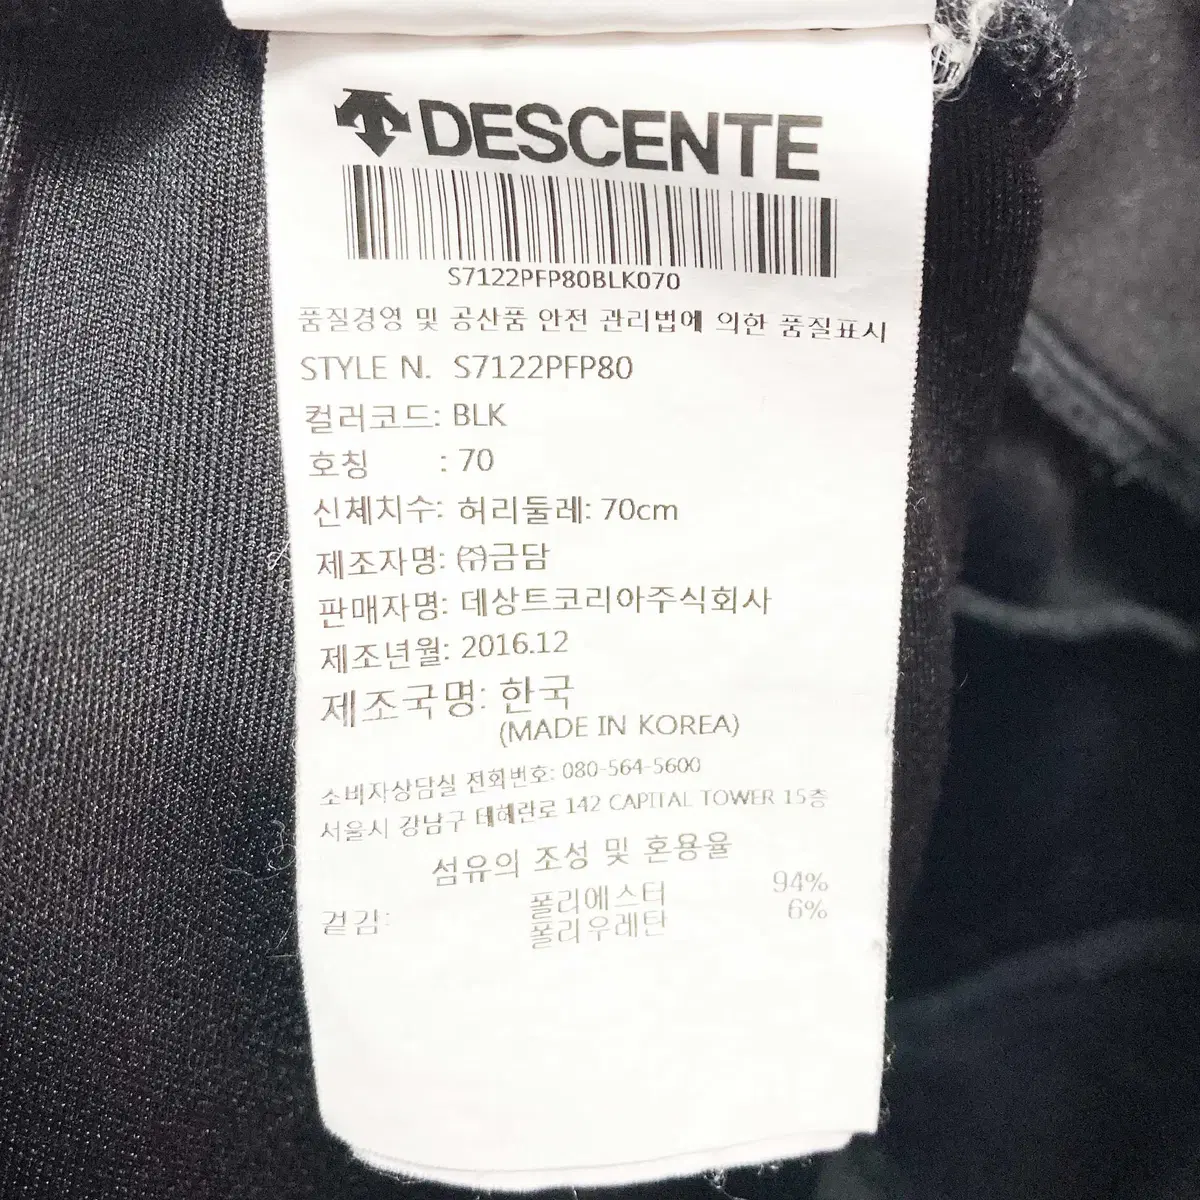 DESCENTE
S7122PFP80BLK070
품질경영 및 공산품 안전 관리법에 의한 품질표시
STYLE N. S7122PFP80
컬러코드: BLK
호칭 : 70
신체치수: 허리둘레: 70cm
제조자명: ㈜금담
판매자명: 데상트코리아주식회사
제조년월: 2016.12
제조국명: 한국
(MADE IN KOREA)
소비자상담실 전화번호: 080-564-5600
서울시 강남구 테헤란로 142 CAPITAL TOWER 15층
섬유의 조성 및 혼용율
겉감: 폴리에스터 94%
폴리우레탄 6%